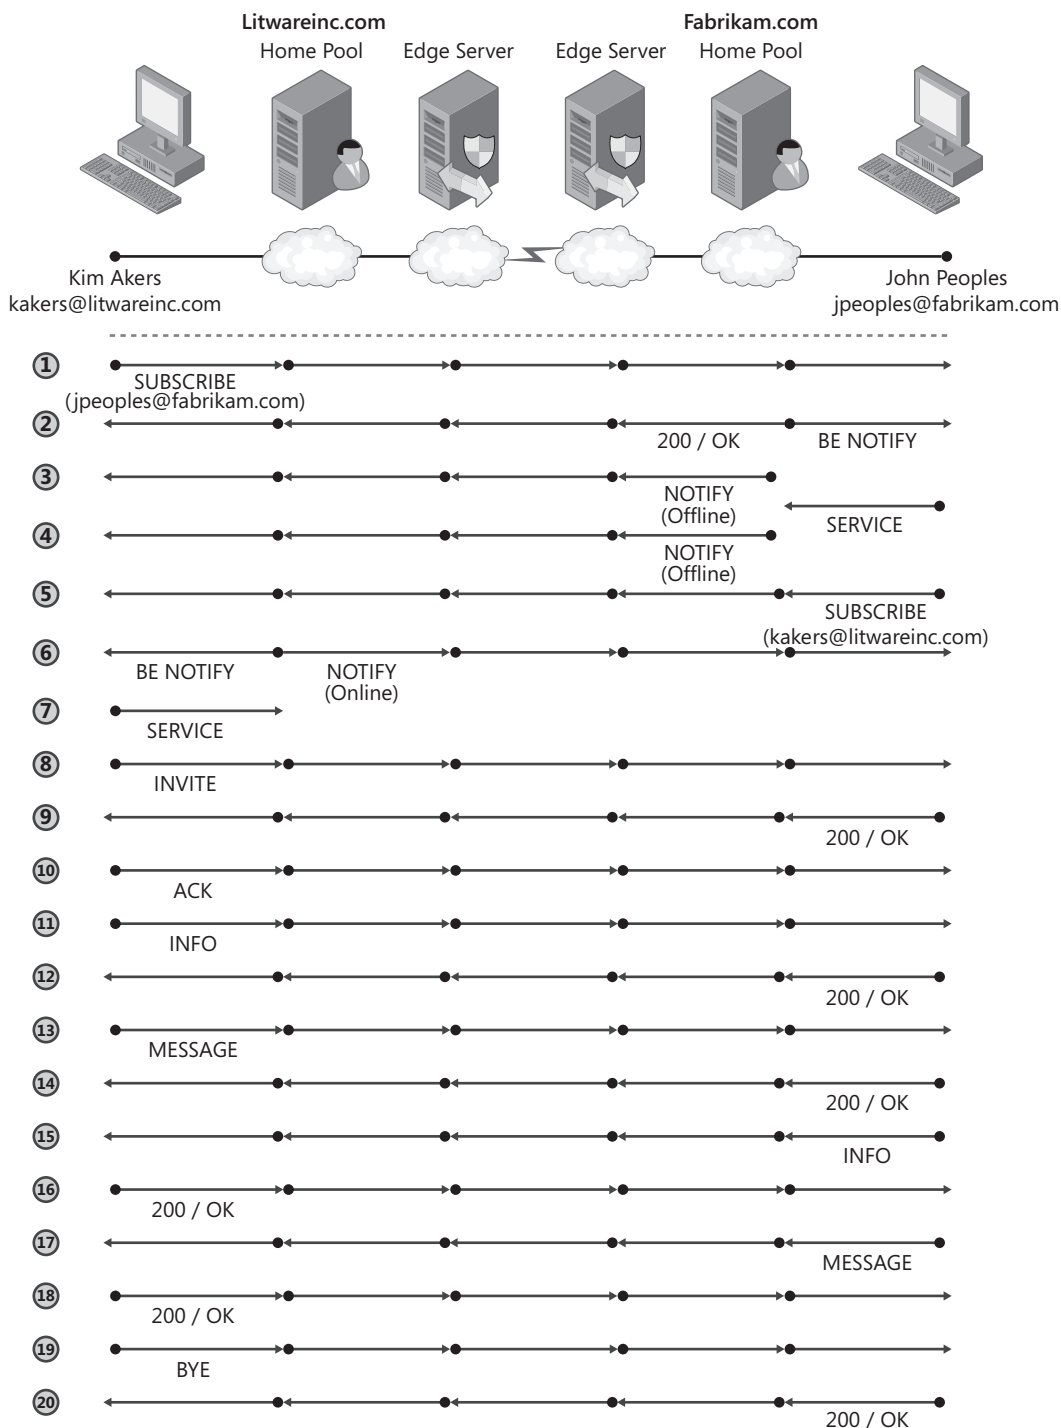 Litwareinc.com
Fabrikam.com
Home Pool
Edge Server
Edge Server
Home Pool
Kim Akers
kakers@litwareinc.com
John Peoples
jpeoples@fabrikam.com
1
SUBSCRIBE
(jpeoples@fabrikam.com)
2
200 / OK
BE NOTIFY
3
NOTIFY
(Offline)
SERVICE
4
NOTIFY
(Offline)
5
SUBSCRIBE
(kakers@litwareinc.com)
6
BE NOTIFY
NOTIFY
(Online)
7
SERVICE
8
INVITE
9
200 / OK
10
ACK
11
INFO
12
200 / OK
13
MESSAGE
14
200 / OK
15
INFO
16
200 / OK
17
MESSAGE
18
200 / OK
19
BYE
20
200 / OK